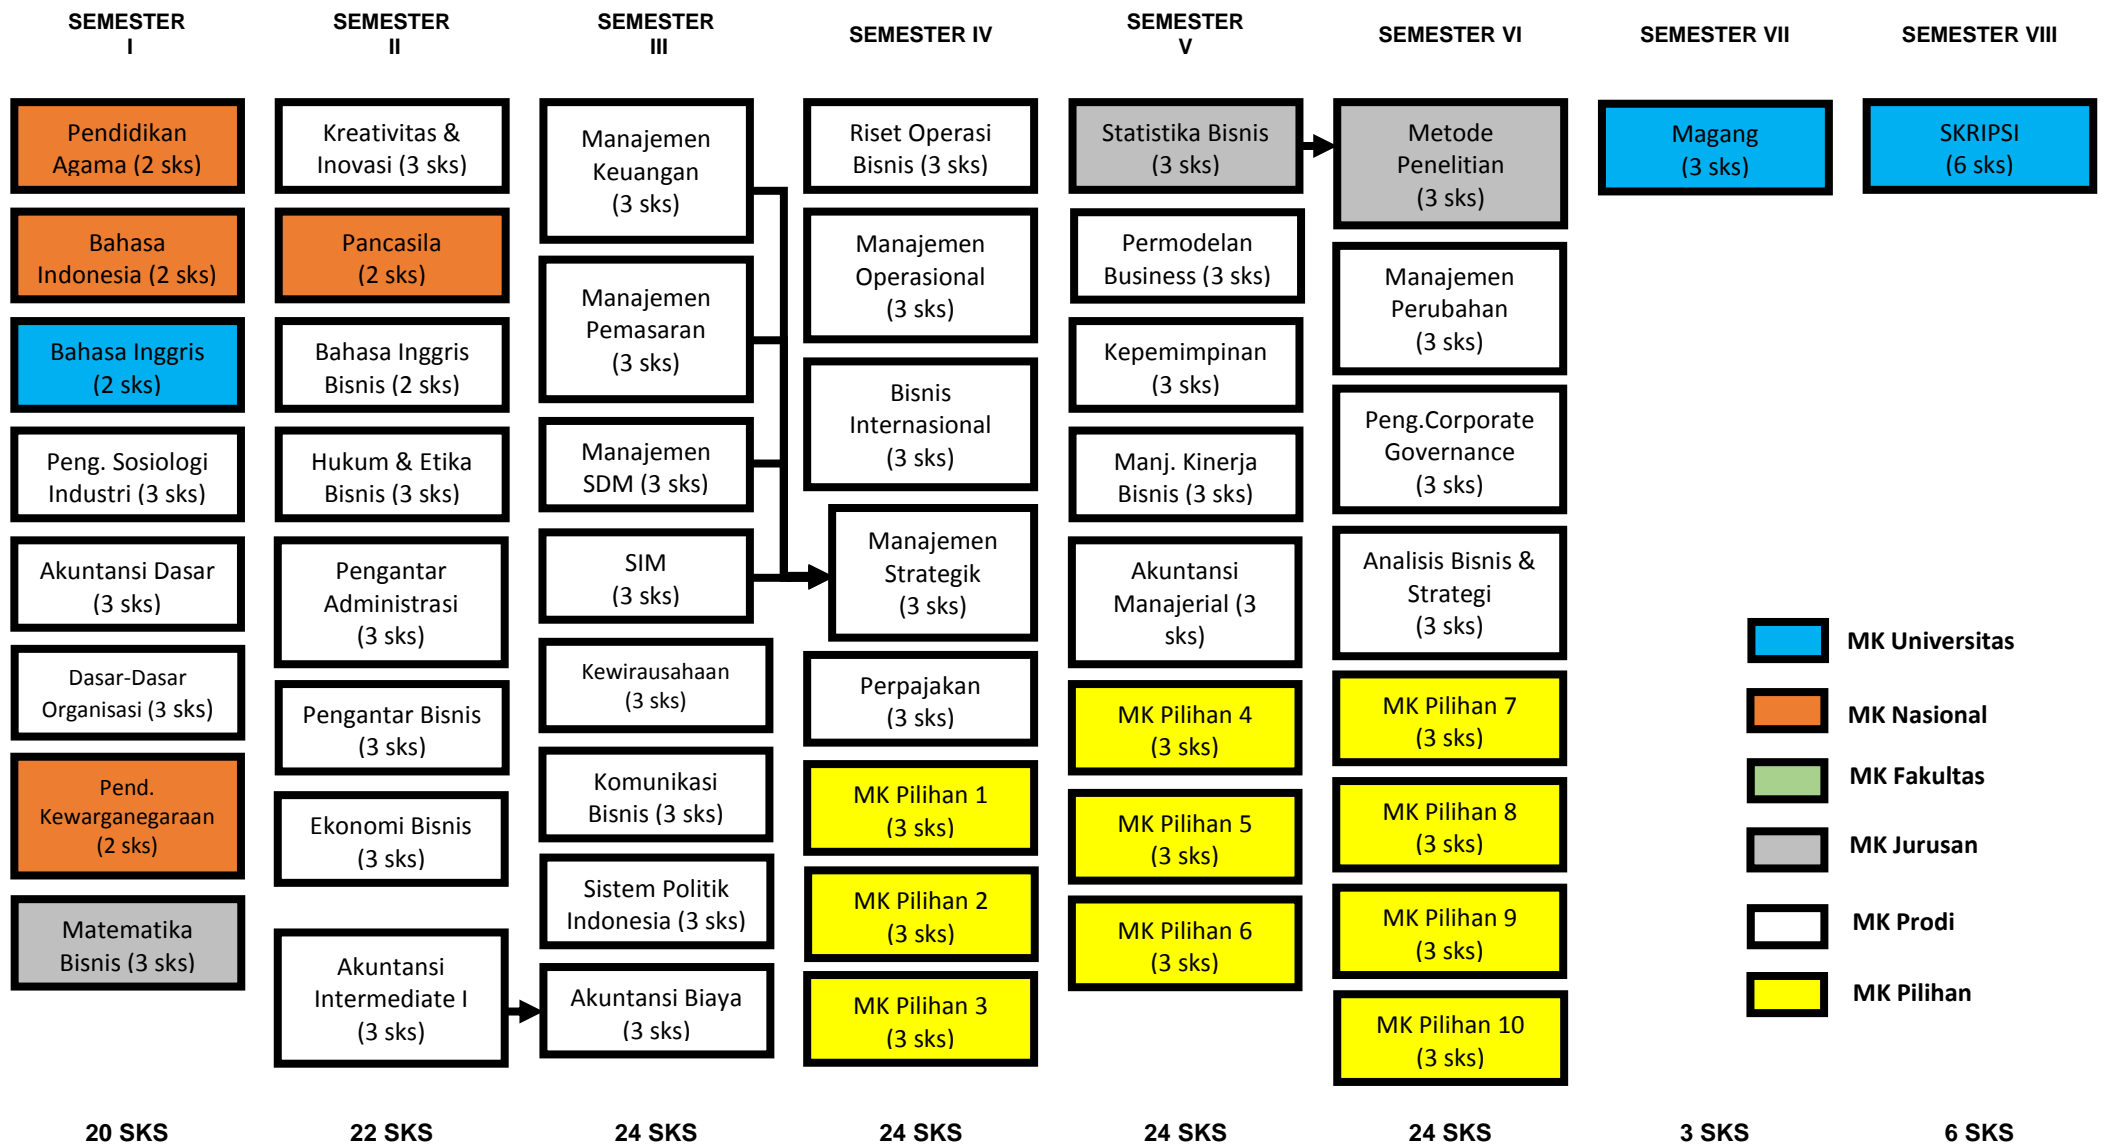 SEMESTER
I
SEMESTER
II
SEMESTER
III
SEMESTER IV
SEMESTER
V
SEMESTER VI
SEMESTER VII
SEMESTER VIII
Pendidikan
Agama (2 sks)
Bahasa
Indonesia (2 sks)
Bahasa Inggris
(2 sks)
Peng. Sosiologi
Industri (3 sks)
Akuntansi Dasar
(3 sks)
Dasar-Dasar
Organisasi (3 sks)
Pend.
Kewarganegaraan
(2 sks)
Matematika
Bisnis (3 sks)
Kreativitas &
Inovasi (3 sks)
Pancasila
(2 sks)
Bahasa Inggris
Bisnis (2 sks)
Hukum & Etika
Bisnis (3 sks)
Pengantar
Administrasi
(3 sks)
Pengantar Bisnis
(3 sks)
Ekonomi Bisnis
(3 sks)
Akuntansi
Intermediate I
(3 sks)
Manajemen
Keuangan
(3 sks)
Manajemen
Pemasaran
(3 sks)
Manajemen
SDM (3 sks)
SIM
(3 sks)
Kewirausahaan
(3 sks)
Komunikasi
Bisnis (3 sks)
Sistem Politik
Indonesia (3 sks)
Akuntansi Biaya
(3 sks)
Riset Operasi
Bisnis (3 sks)
Manajemen
Operasional
(3 sks)
Bisnis
Internasional
(3 sks)
Manajemen
Strategik
(3 sks)
Perpajakan
(3 sks)
MK Pilihan 1
(3 sks)
MK Pilihan 2
(3 sks)
MK Pilihan 3
(3 sks)
Statistika Bisnis
(3 sks)
Permodelan
Business (3 sks)
Kepemimpinan
(3 sks)
Manj. Kinerja
Bisnis (3 sks)
Akuntansi
Manajerial (3
sks)
MK Pilihan 4
(3 sks)
MK Pilihan 5
(3 sks)
MK Pilihan 6
(3 sks)
Metode
Penelitian
(3 sks)
Manajemen
Perubahan
(3 sks)
Peng.Corporate
Governance
(3 sks)
Analisis Bisnis &
Strategi
(3 sks)
MK Pilihan 7
(3 sks)
MK Pilihan 8
(3 sks)
MK Pilihan 9
(3 sks)
MK Pilihan 10
(3 sks)
Magang
(3 sks)
SKRIPSI
(6 sks)
MK Universitas
MK Nasional
MK Fakultas
MK Jurusan
MK Prodi
MK Pilihan
20 SKS
22 SKS
24 SKS
24 SKS
24 SKS
24 SKS
3 SKS
6 SKS